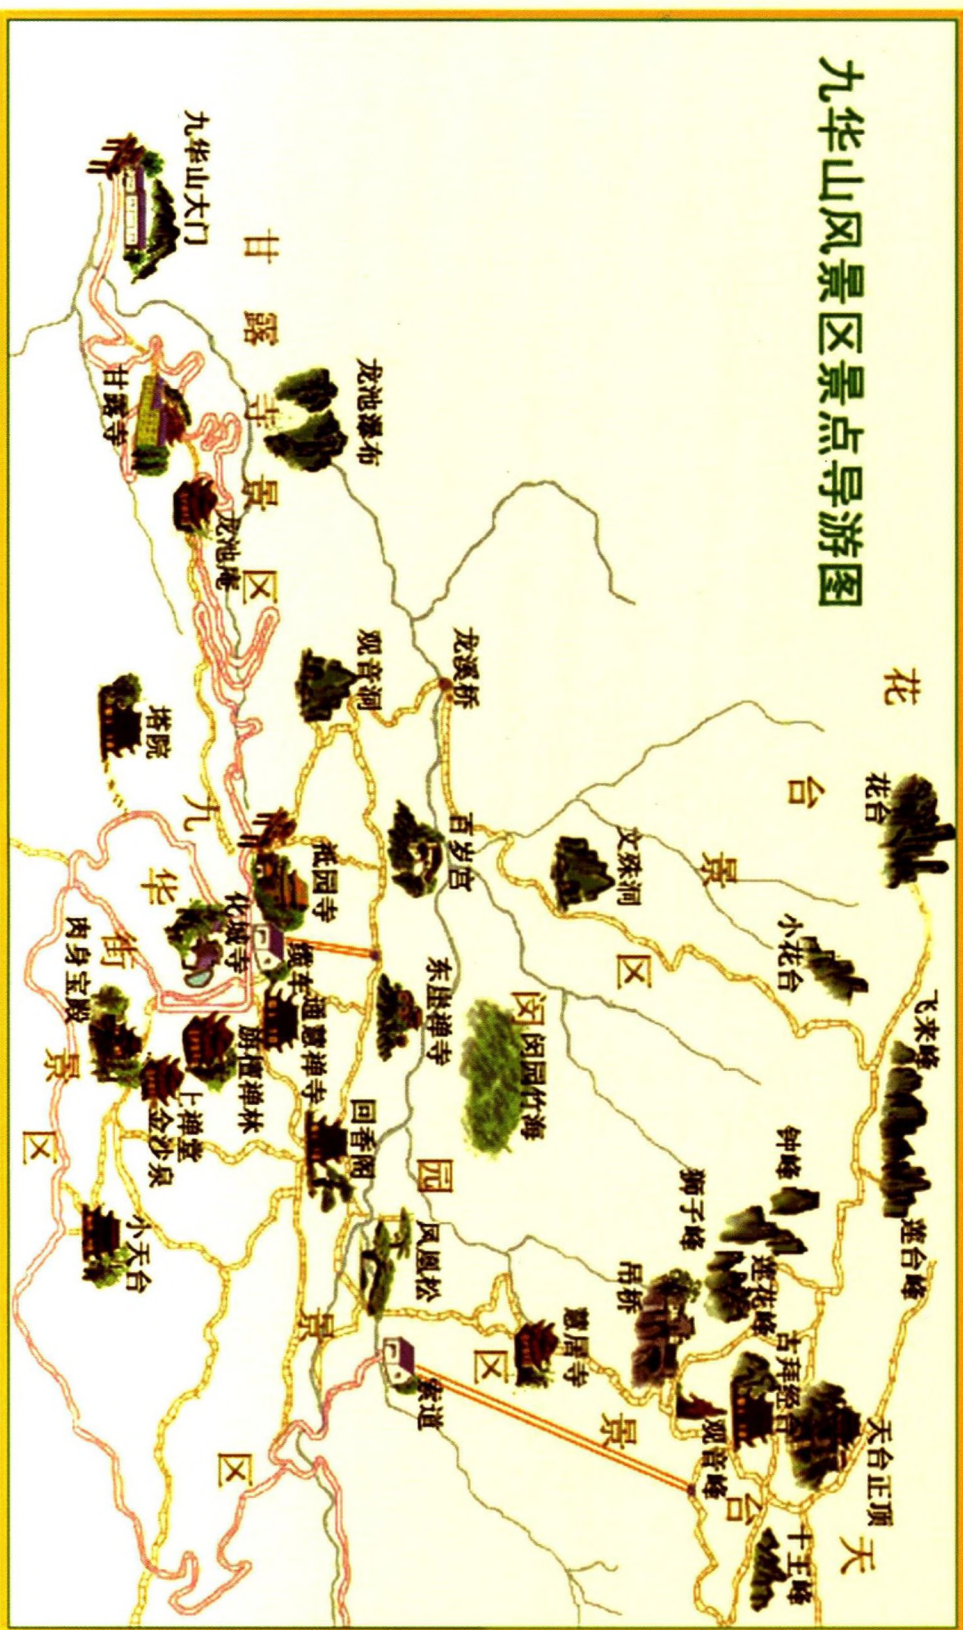 九华山风景区景点导游图
花台景区
花台
小花台
飞来峰
莲台峰
钟峰
狮子峰
莲花峰
吊桥
古拜经台
天台正顶
观音峰
十王峰
天台景区
文殊洞
龙溪桥
百岁宫
东崖禅寺
闵园竹海
闵园景区
慧居寺
凤凰松
索道
回香阁
龙池瀑布
观音洞
甘露寺景区
九华山大门
甘露寺
龙池庵
塔院
九华街景区
祗园寺
化城寺
缆车
通慧禅寺
旃檀禅林
上禅堂
金沙泉
肉身宝殿
小天台